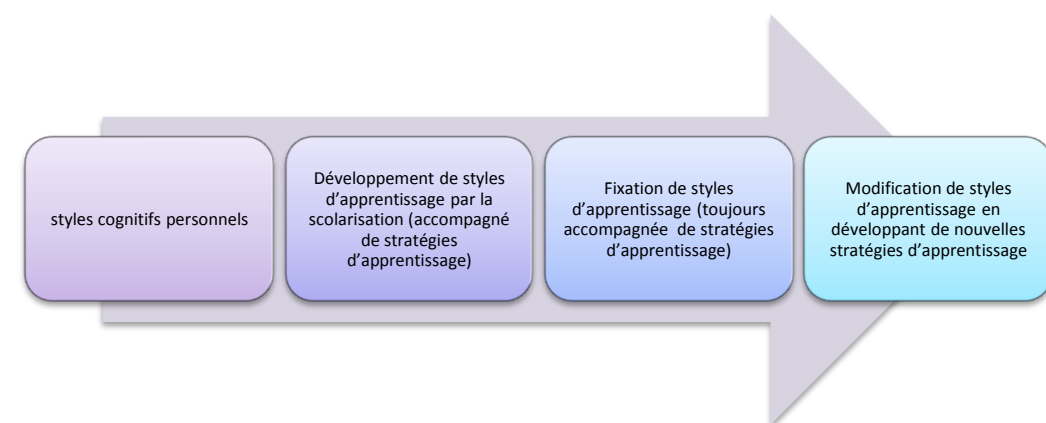 styles cognitifs personnels
Développement de styles
d'apprentissage par la
scolarisation (accompagné
de stratégies
d'apprentissage)
Fixation de styles
d'apprentissage (toujours
accompagnée de stratégies
d'apprentissage)
Modification de styles
d'apprentissage en
développant de nouvelles
stratégies d'apprentissage